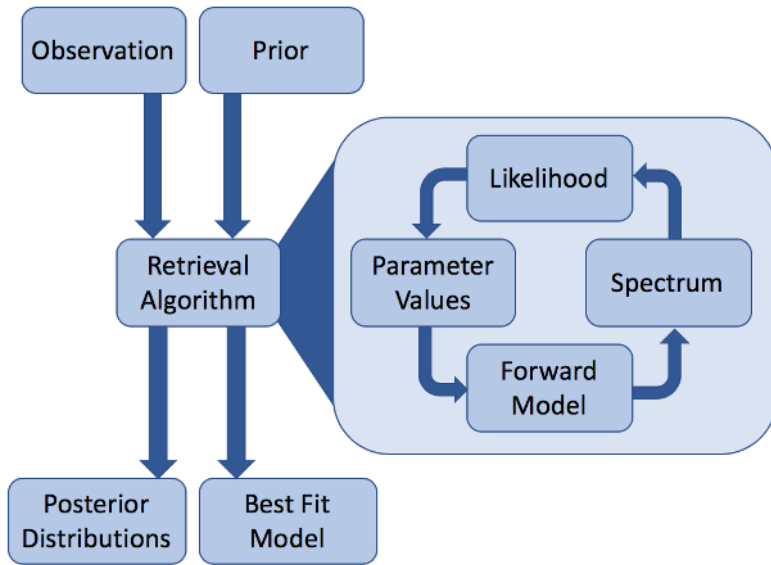 Observation
Prior
Likelihood
Retrieval
Algorithm
Parameter
Values
Spectrum
Forward
Model
Posterior
Distributions
Best Fit
Model